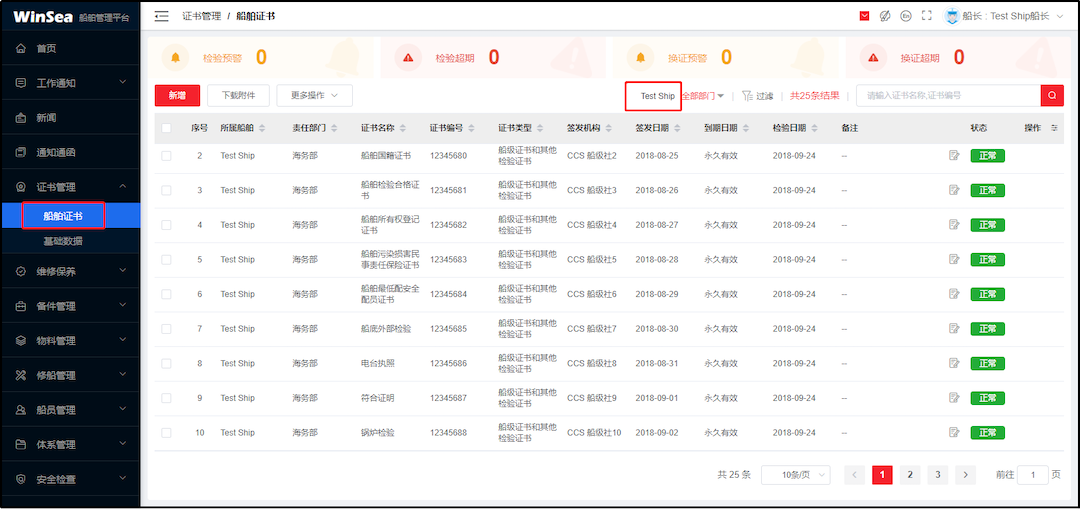 WinSea 船舶管理平台
首页
工作通知
新闻
通知通函
证书管理
船舶证书
基础数据
维修保养
备件管理
物料管理
修船管理
船员管理
体系管理
安全检查
证书管理 / 船舶证书
En 船长 : Test Ship船长
检验预警 0 检验超期 0 换证预警 0 换证超期 0
新增 下载附件 更多操作 Test Ship 全部部门 过滤 共25条结果 请输入证书名称,证书编号
序号 所属船舶 责任部门 证书名称 证书编号 证书类型 签发机构 签发日期 到期日期 检验日期 备注 状态 操作
2 Test Ship 海务部 船舶国籍证书 12345680 船级证书和其他检验证书 CCS 船级社2 2018-08-25 永久有效 2018-09-24 -- 正常
3 Test Ship 海务部 船舶检验合格证书 12345681 船级证书和其他检验证书 CCS 船级社3 2018-08-26 永久有效 2018-09-24 -- 正常
4 Test Ship 海务部 船舶所有权登记证书 12345682 船级证书和其他检验证书 CCS 船级社4 2018-08-27 永久有效 2018-09-24 -- 正常
5 Test Ship 海务部 船舶污染损害民事责任保险证书 12345683 船级证书和其他检验证书 CCS 船级社5 2018-08-28 永久有效 2018-09-24 -- 正常
6 Test Ship 海务部 船舶最低配安全配员证书 12345684 船级证书和其他检验证书 CCS 船级社6 2018-08-29 永久有效 2018-09-24 -- 正常
7 Test Ship 海务部 船底外部检验 12345685 船级证书和其他检验证书 CCS 船级社7 2018-08-30 永久有效 2018-09-24 -- 正常
8 Test Ship 海务部 电台执照 12345686 船级证书和其他检验证书 CCS 船级社8 2018-08-31 永久有效 2018-09-24 -- 正常
9 Test Ship 海务部 符合证明 12345687 船级证书和其他检验证书 CCS 船级社9 2018-09-01 永久有效 2018-09-24 -- 正常
10 Test Ship 海务部 锅炉检验 12345688 船级证书和其他检验证书 CCS 船级社10 2018-09-02 永久有效 2018-09-24 -- 正常
共 25 条 10条/页 1 2 3 前往 1 页